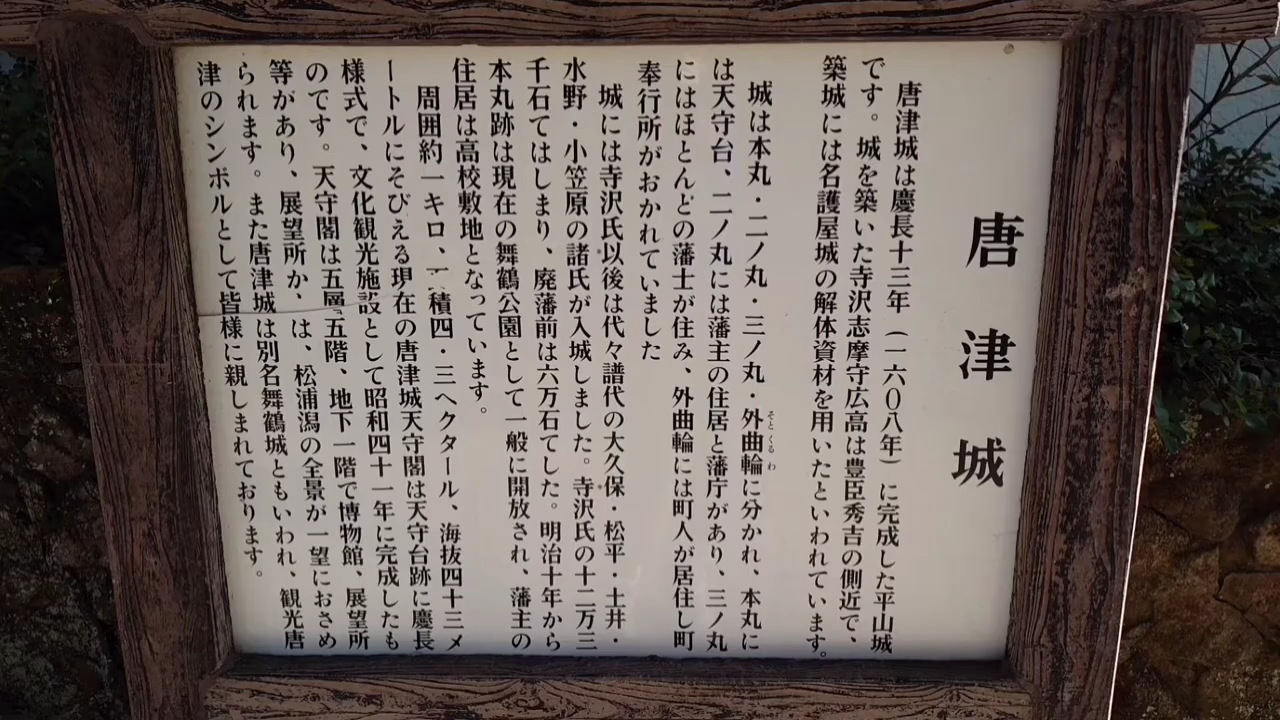 唐津城
唐津城は慶長十三年（一六〇八年）に完成した平山城
です。城を築いた寺沢志摩守広高は豊臣秀吉の側近で、
築城には名護屋城の解体資材を用いたといわれています。
城は本丸・二ノ丸・三ノ丸・外曲輪に分かれ、本丸に
そとくるわ
は天守台、二ノ丸には藩主の住居と藩庁があり、三ノ丸
にはほとんどの藩士が住み、外曲輪には町人が居住し町
奉行所がおかれていました
城には寺沢氏以後は代々譜代の大久保・松平・土井・
水野・小笠原の諸氏が入城しました。寺沢氏の十二万三
千石てはしまり、廃藩前は六万石てした。明治十年から
本丸跡は現在の舞鶴公園として一般に開放され、藩主の
住居は高校敷地となっています。
周囲約一キロ、積四・三ヘクタール、海抜四十三メ
ートルにそびえる現在の唐津城天守閣は天守台跡に慶長
様式で、文化観光施設として昭和四十一年に完成したも
のです。天守閣は五層五階、地下一階で博物館、展望所
等があり、展望所か、は、松浦潟の全景が一望におさめ
られます。また唐津城は別名舞鶴城ともいわれ、観光唐
津のシンボルとして皆様に親しまれております。